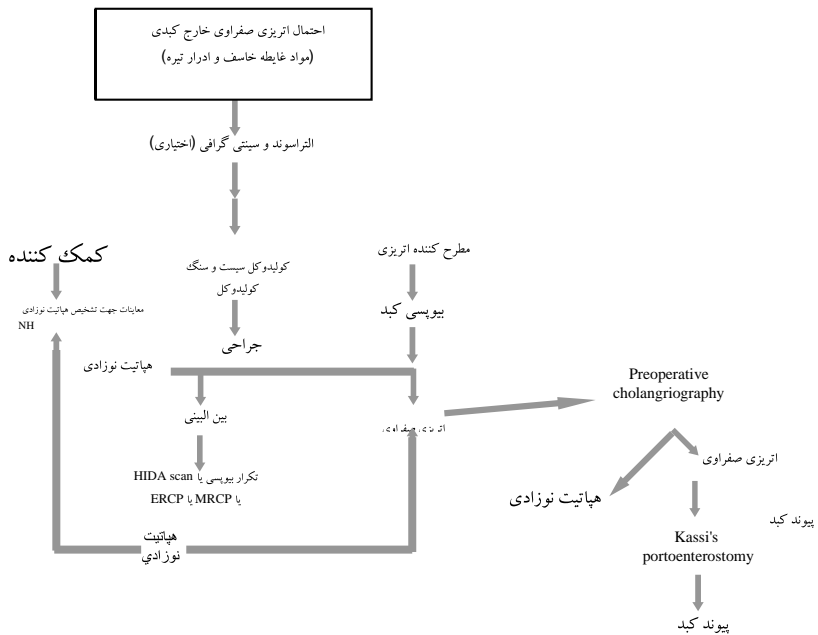 احتمال اتریزی صفراوی خارج کبدی
(مواد غایطه خاسف و ادرار تیره)
التراسوند و سینتی گرافی (اختیاری)
کمک کننده
کولیدوکل سیست و سنگ
کولیدوکل
مطرح کننده اتریزی
معاینات جهت تشخیص هپاتیت نوزادی
NH
بیوپسی کبد
جراحی
هپاتیت نوزادی
Preoperative
cholangriography
بین البینی
اتریزی صفراوی
تکرار بیوپسی یا HIDA scan
یا MRCP یا ERCP
اتریزی صفراوی
هپاتیت نوزادی
پیوند کبد
هپاتیت
نوزادي
Kassi's
portoenterostomy
پیوند کبد